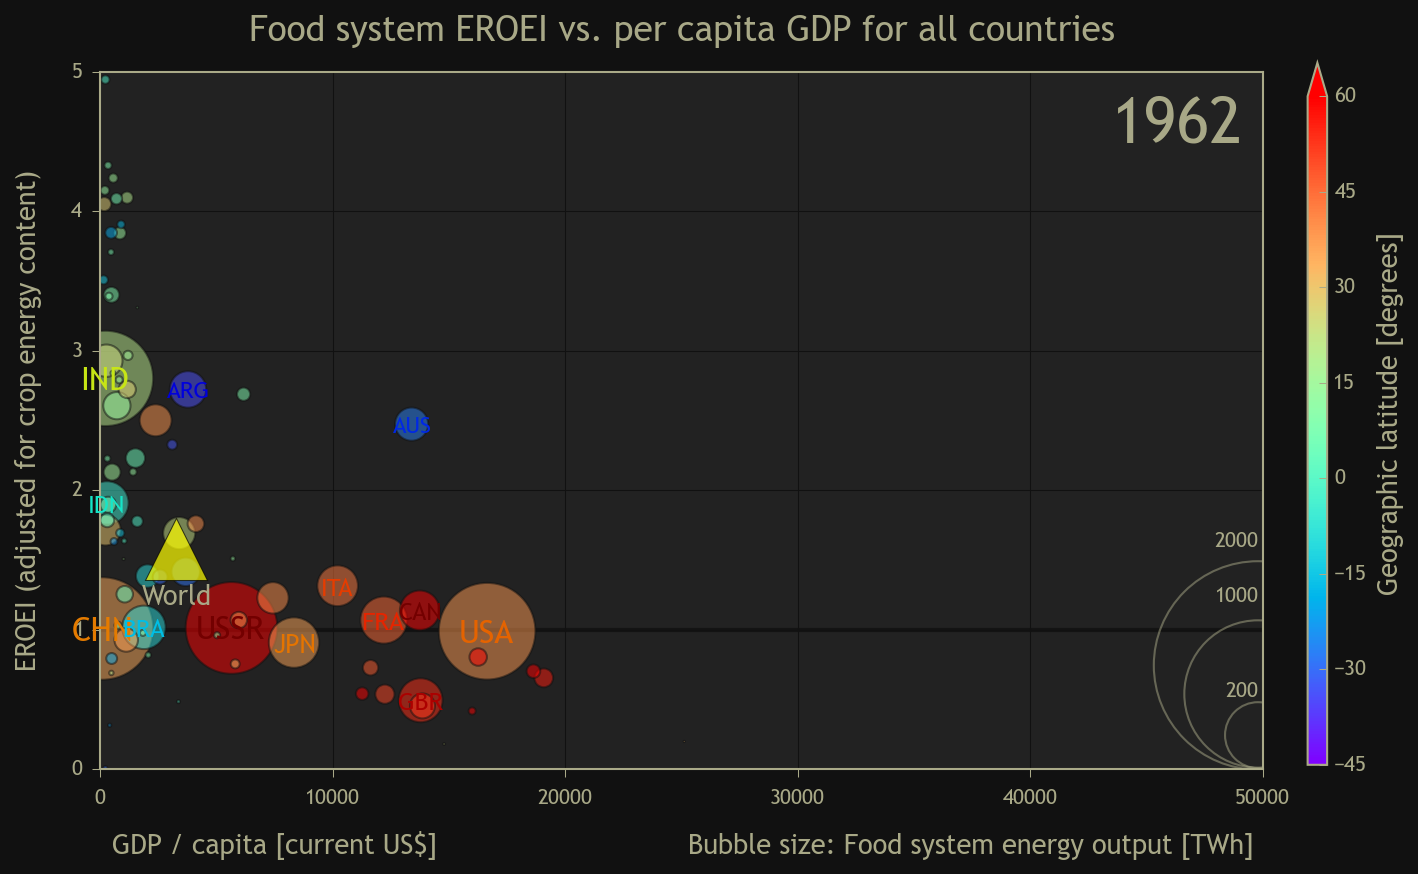 Food system EROEI vs. per capita GDP for all countries
1962
EROEI (adjusted for crop energy content)
5
4
3
2
1
0
IND
ARG
AUS
IDN
World
CHN
BRA
USSR
JPN
ITA
FRA
CAN
USA
GBR
2000
1000
200
0
10000
20000
30000
40000
50000
GDP / capita [current US$]
Bubble size: Food system energy output [TWh]
60
45
30
15
0
−15
−30
−45
Geographic latitude [degrees]